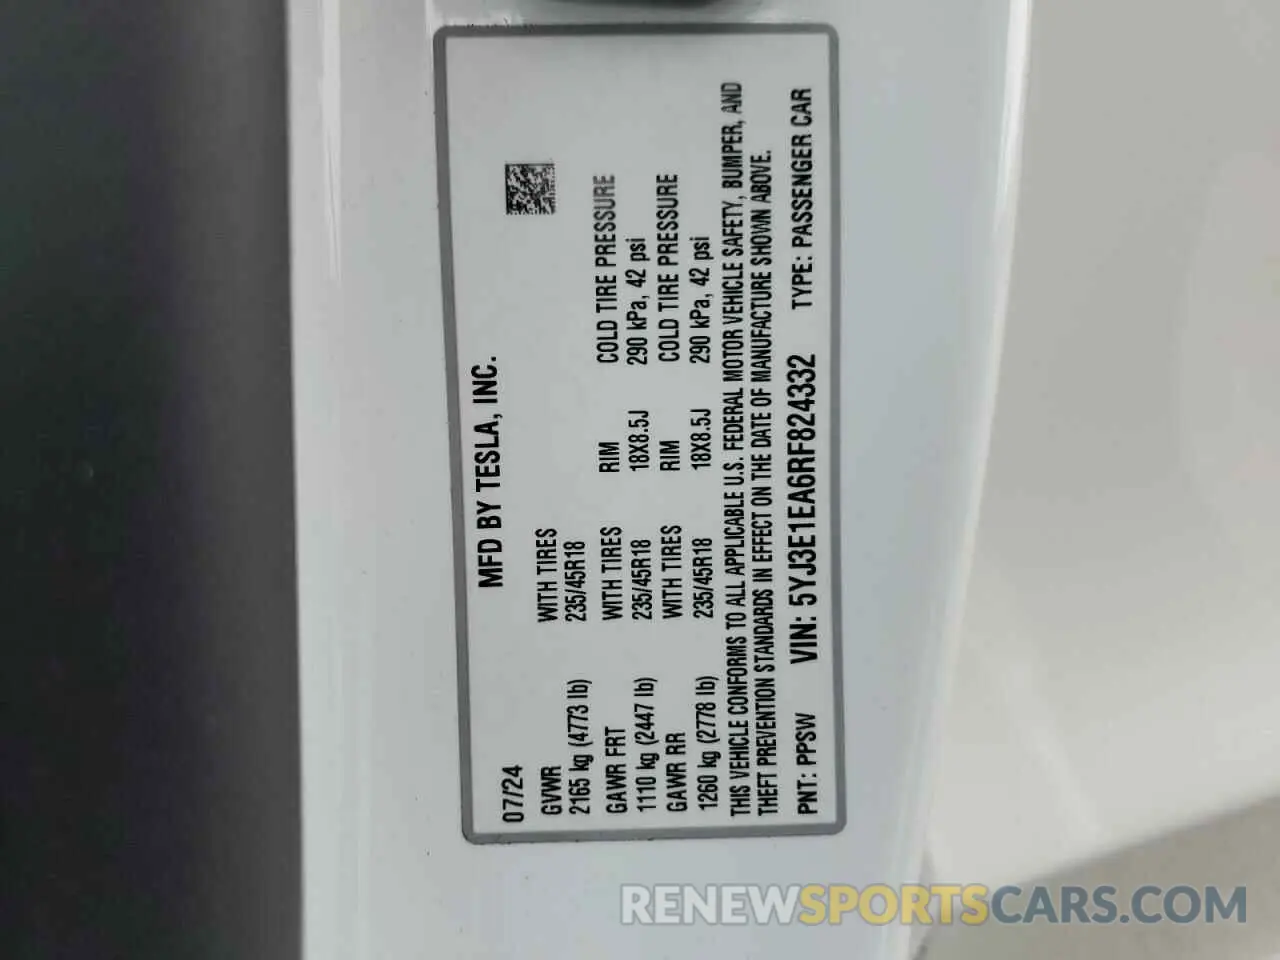 MFD BY TESLA, INC.
07/24
GVWR WITH TIRES
2165 kg (4773 lb) 235/45R18
GAWR FRT WITH TIRES RIM COLD TIRE PRESSURE
1110 kg (2447 lb) 235/45R18 18X8.5J 290 kPa, 42 psi
GAWR RR WITH TIRES RIM COLD TIRE PRESSURE
1260 kg (2778 lb) 235/45R18 18X8.5J 290 kPa, 42 psi
THIS VEHICLE CONFORMS TO ALL APPLICABLE U.S. FEDERAL MOTOR VEHICLE SAFETY, BUMPER, AND
THEFT PREVENTION STANDARDS IN EFFECT ON THE DATE OF MANUFACTURE SHOWN ABOVE.
PNT: PPSW VIN: 5YJ3E1EA6RF824332 TYPE: PASSENGER CAR
RENEWSPORTSCARS.COM